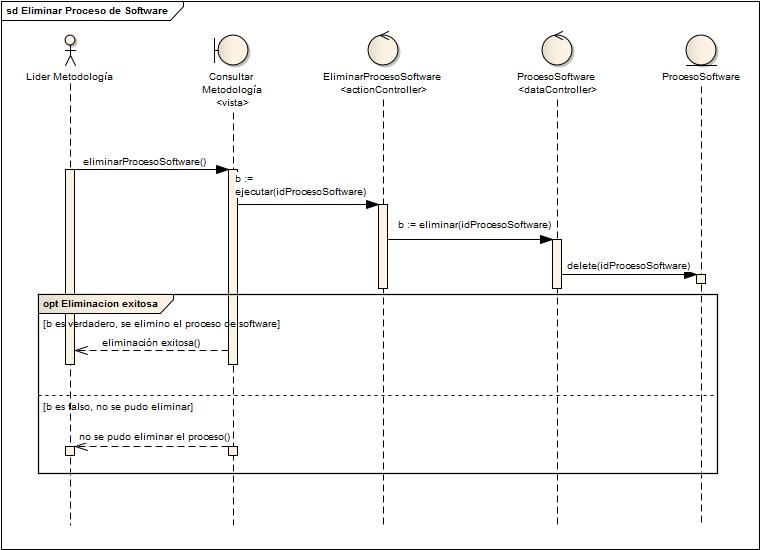 sd Eliminar Proceso de Software
Lider Metodología
Consultar
Metodología
<vista>
EliminarProcesoSoftware
<actionController>
ProcesoSoftware
<dataController>
ProcesoSoftware
eliminarProcesoSoftware()
b :=
ejecutar(idProcesoSoftware)
b := eliminar(idProcesoSoftware)
delete(idProcesoSoftware)
opt Eliminacion exitosa
[b es verdadero, se elimino el proceso de software]
eliminación exitosa()
[b es falso, no se pudo eliminar]
no se pudo eliminar el proceso()